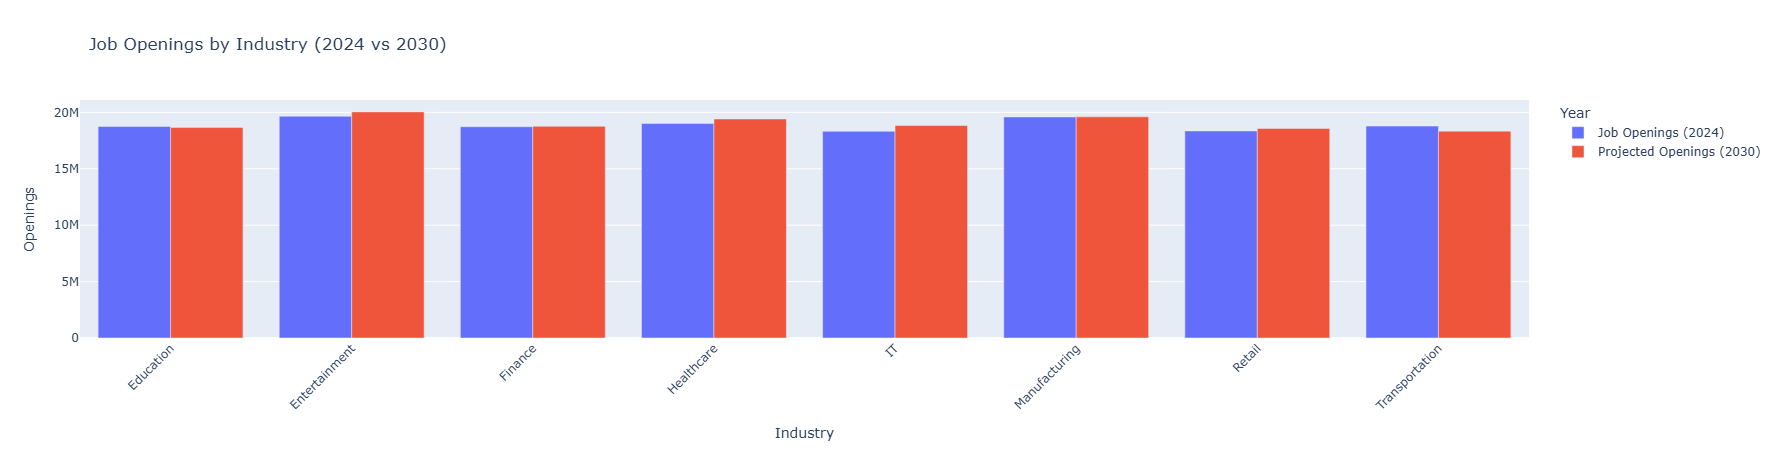 Job Openings by Industry (2024 vs 2030)
20M
15M
10M
5M
0
Openings
Education
Entertainment
Finance
Healthcare
IT
Manufacturing
Retail
Transportation
Industry
Year
Job Openings (2024)
Projected Openings (2030)